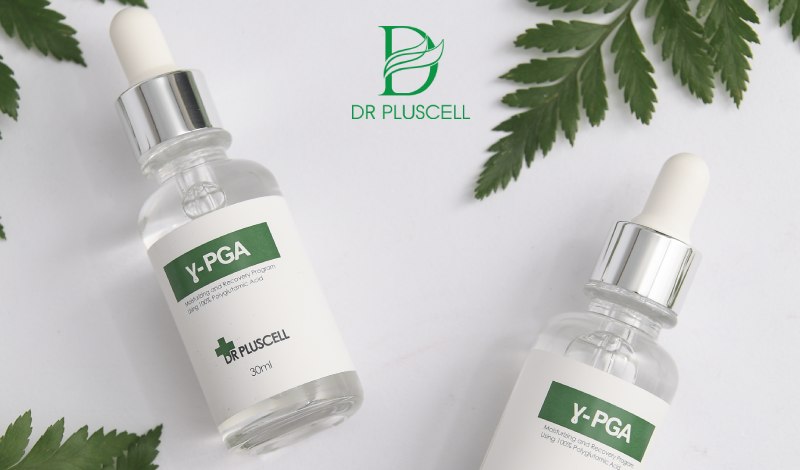 DR PLUSCELL
ɣ-PGA
Moisturizing and Recovery Program
Using 100% Polyglutamic Acid
DR PLUSCELL
30ml
ɣ-PGA
Moisturizing and Recovery Program
Using 100% Polyglutamic Acid